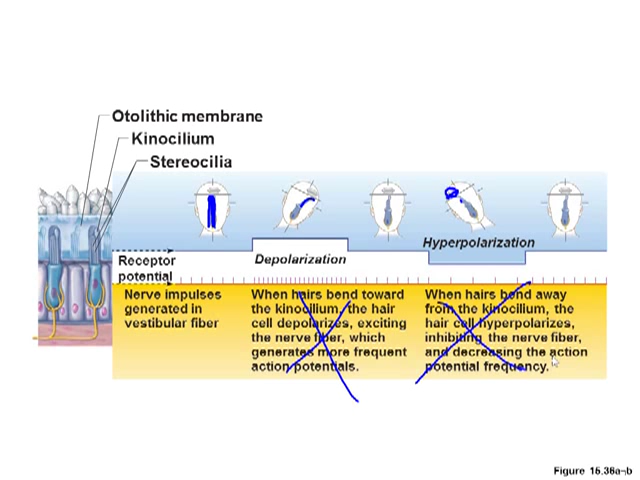 Otolithic membrane
Kinocilium
Stereocilia
Hyperpolarization
Depolarization
Receptor
potential
Nerve impulses
generated in
vestibular fiber
When hairs bend toward
the kinocilium, the hair
cell depolarizes, exciting
the nerve fiber, which
generates more frequent
action potentials.
When hairs bend away
from the kinocilium, the
hair cell hyperpolarizes,
inhibiting the nerve fiber,
and decreasing the action
potential frequency.
Figure 15.36a–b